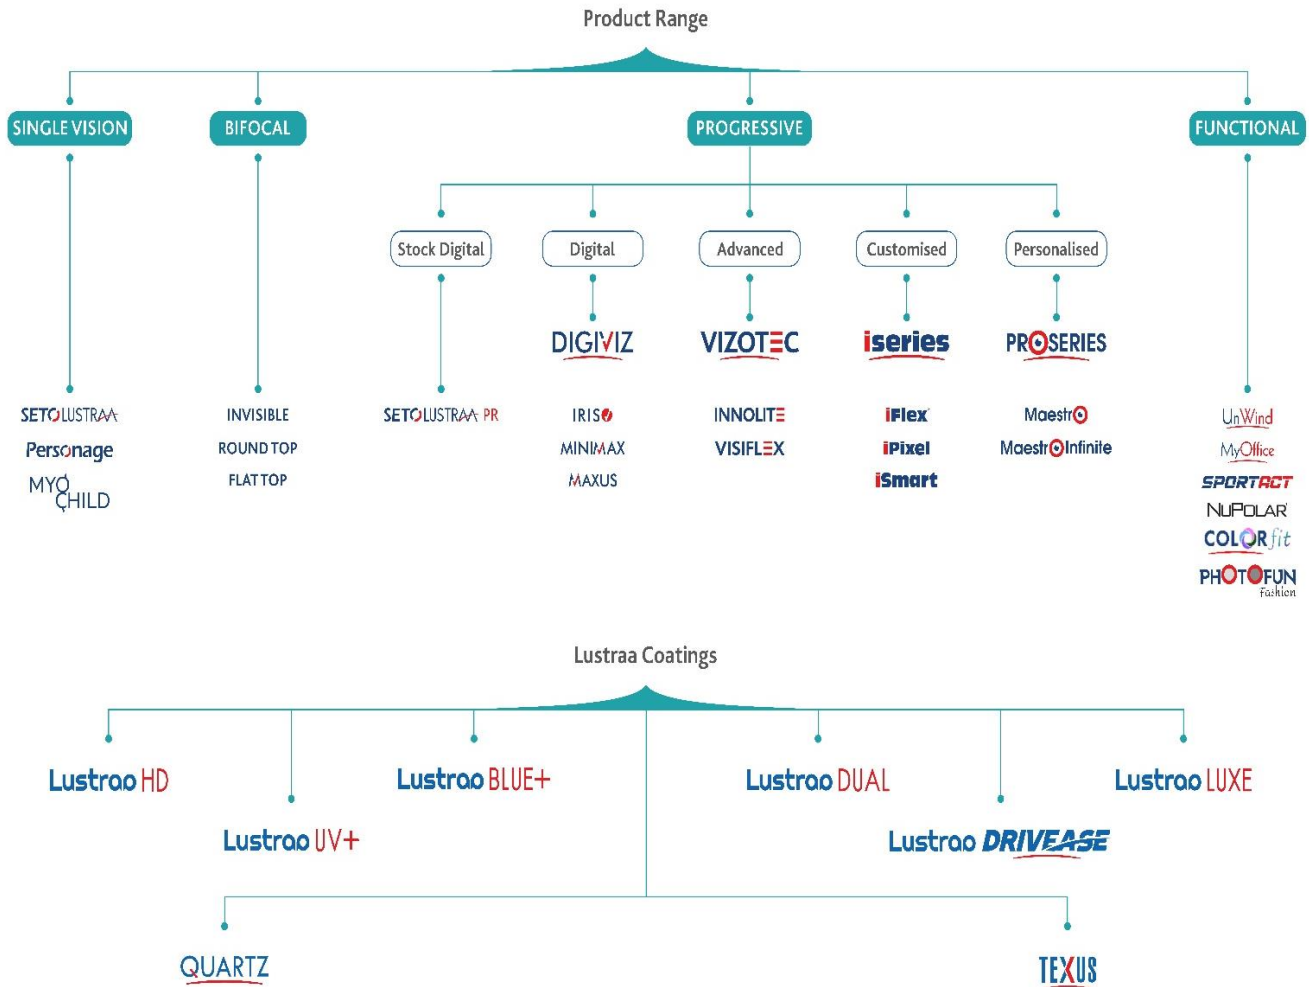 Product Range
SINGLE VISION
BIFOCAL
PROGRESSIVE
FUNCTIONAL
Stock Digital
Digital
Advanced
Customised
Personalised
DIGIVIZ
VIZOTEC
iseries
PROSERIES
SETOLUSTRAA
INVISIBLE
SETOLUSTRAA PR
IRIS
INNOLITE
iFlex
Maestro
UnWind
Personage
ROUND TOP
MINIMAX
VISIFLEX
iPixel
Maestro Infinite
MyOffice
MYO
CHILD
FLAT TOP
MAXUS
iSmart
SPORTACT
NUPOLAR
COLORfit
PHOTOFUN
Fashion
Lustraa Coatings
Lustraa HD
Lustraa BLUE+
Lustraa DUAL
Lustraa LUXE
Lustraa UV+
Lustraa DRIVEASE
QUARTZ
TEXUS